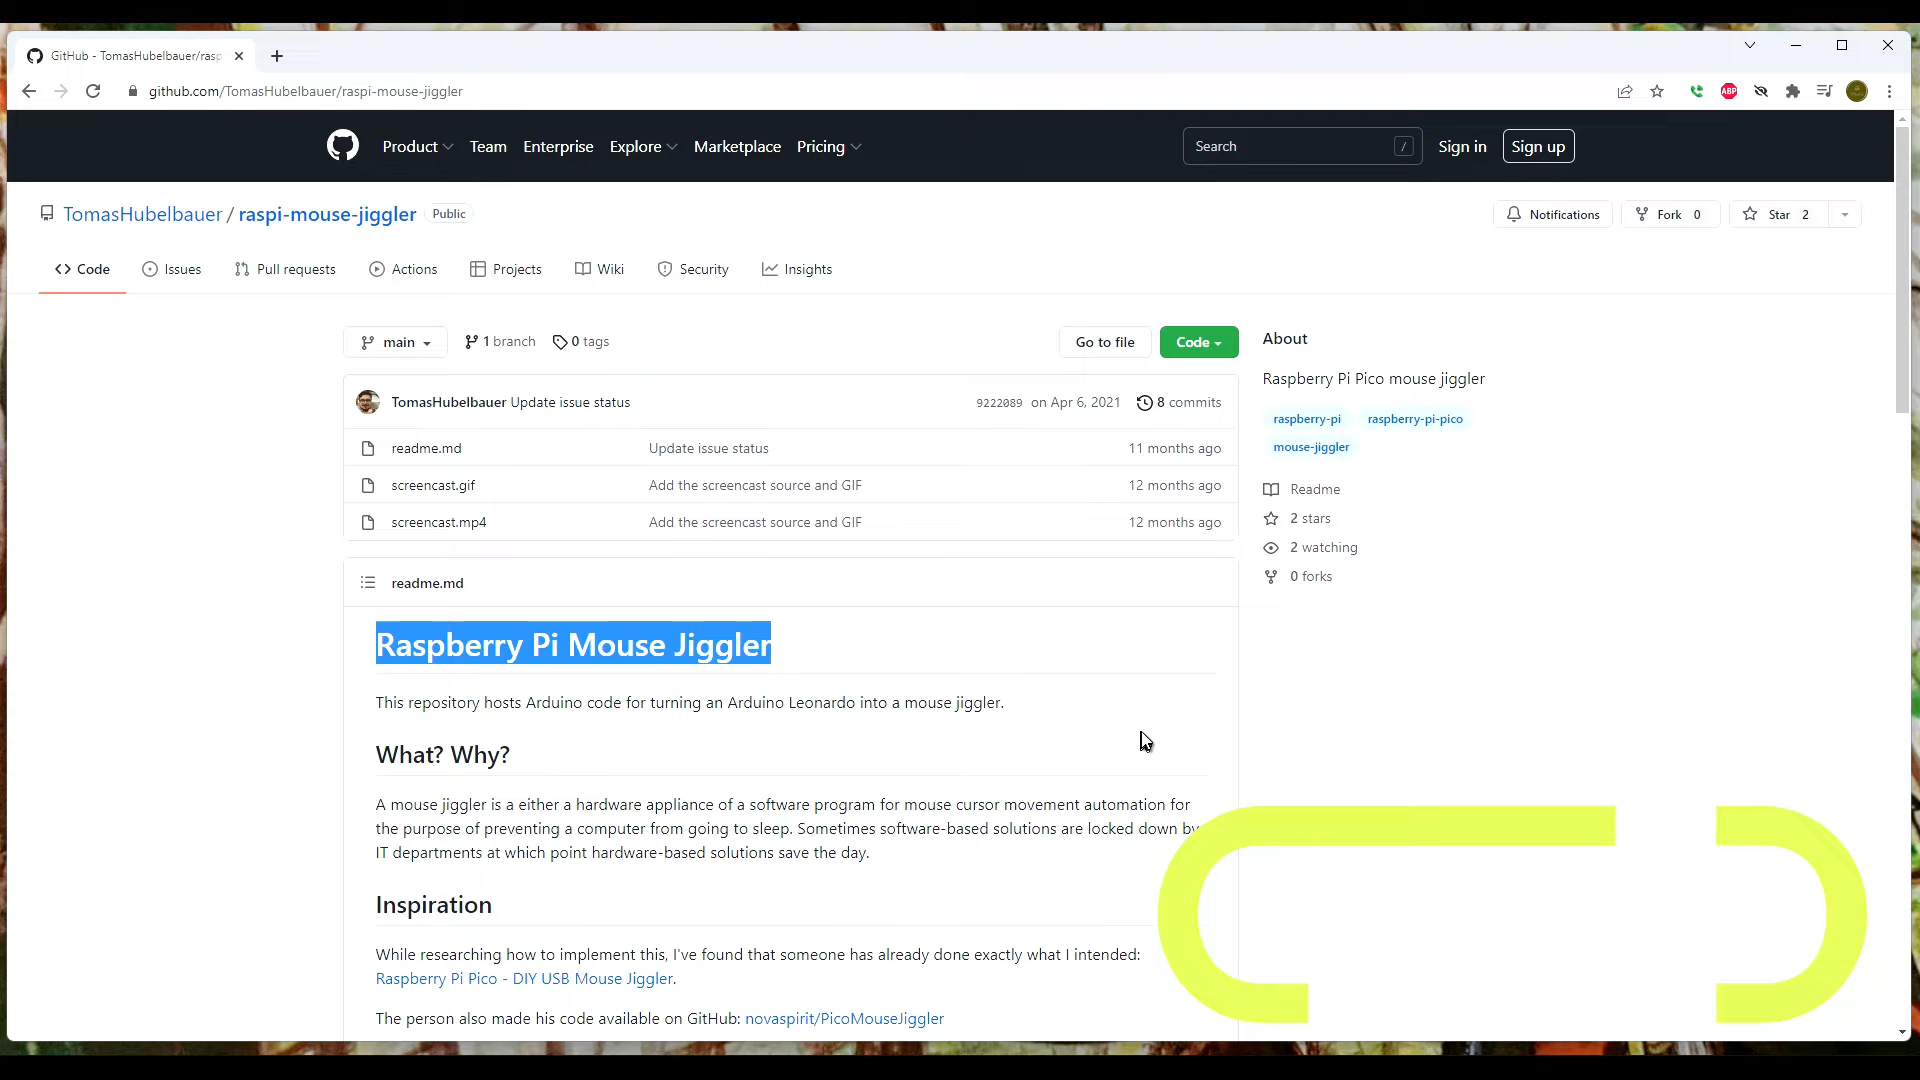 GitHub - TomasHubelbauer/rasp
github.com/TomasHubelbauer/raspi-mouse-jiggler
ABP
Product Team Enterprise Explore Marketplace Pricing
Search /
Sign in Sign up
TomasHubelbauer / raspi-mouse-jiggler Public
Notifications Fork 0 Star 2
Code Issues Pull requests Actions Projects Wiki Security Insights
main 1 branch 0 tags
Go to file Code
TomasHubelbauer Update issue status 9222089 on Apr 6, 2021 8 commits
readme.md Update issue status 11 months ago
screencast.gif Add the screencast source and GIF 12 months ago
screencast.mp4 Add the screencast source and GIF 12 months ago
About
Raspberry Pi Pico mouse jiggler
raspberry-pi raspberry-pi-pico
mouse-jiggler
Readme
2 stars
2 watching
0 forks
readme.md
Raspberry Pi Mouse Jiggler
This repository hosts Arduino code for turning an Arduino Leonardo into a mouse jiggler.
What? Why?
A mouse jiggler is a either a hardware appliance of a software program for mouse cursor movement automation for
the purpose of preventing a computer from going to sleep. Sometimes software-based solutions are locked down by
IT departments at which point hardware-based solutions save the day.
Inspiration
While researching how to implement this, I've found that someone has already done exactly what I intended:
Raspberry Pi Pico - DIY USB Mouse Jiggler.
The person also made his code available on GitHub: novaspirit/PicoMouseJiggler